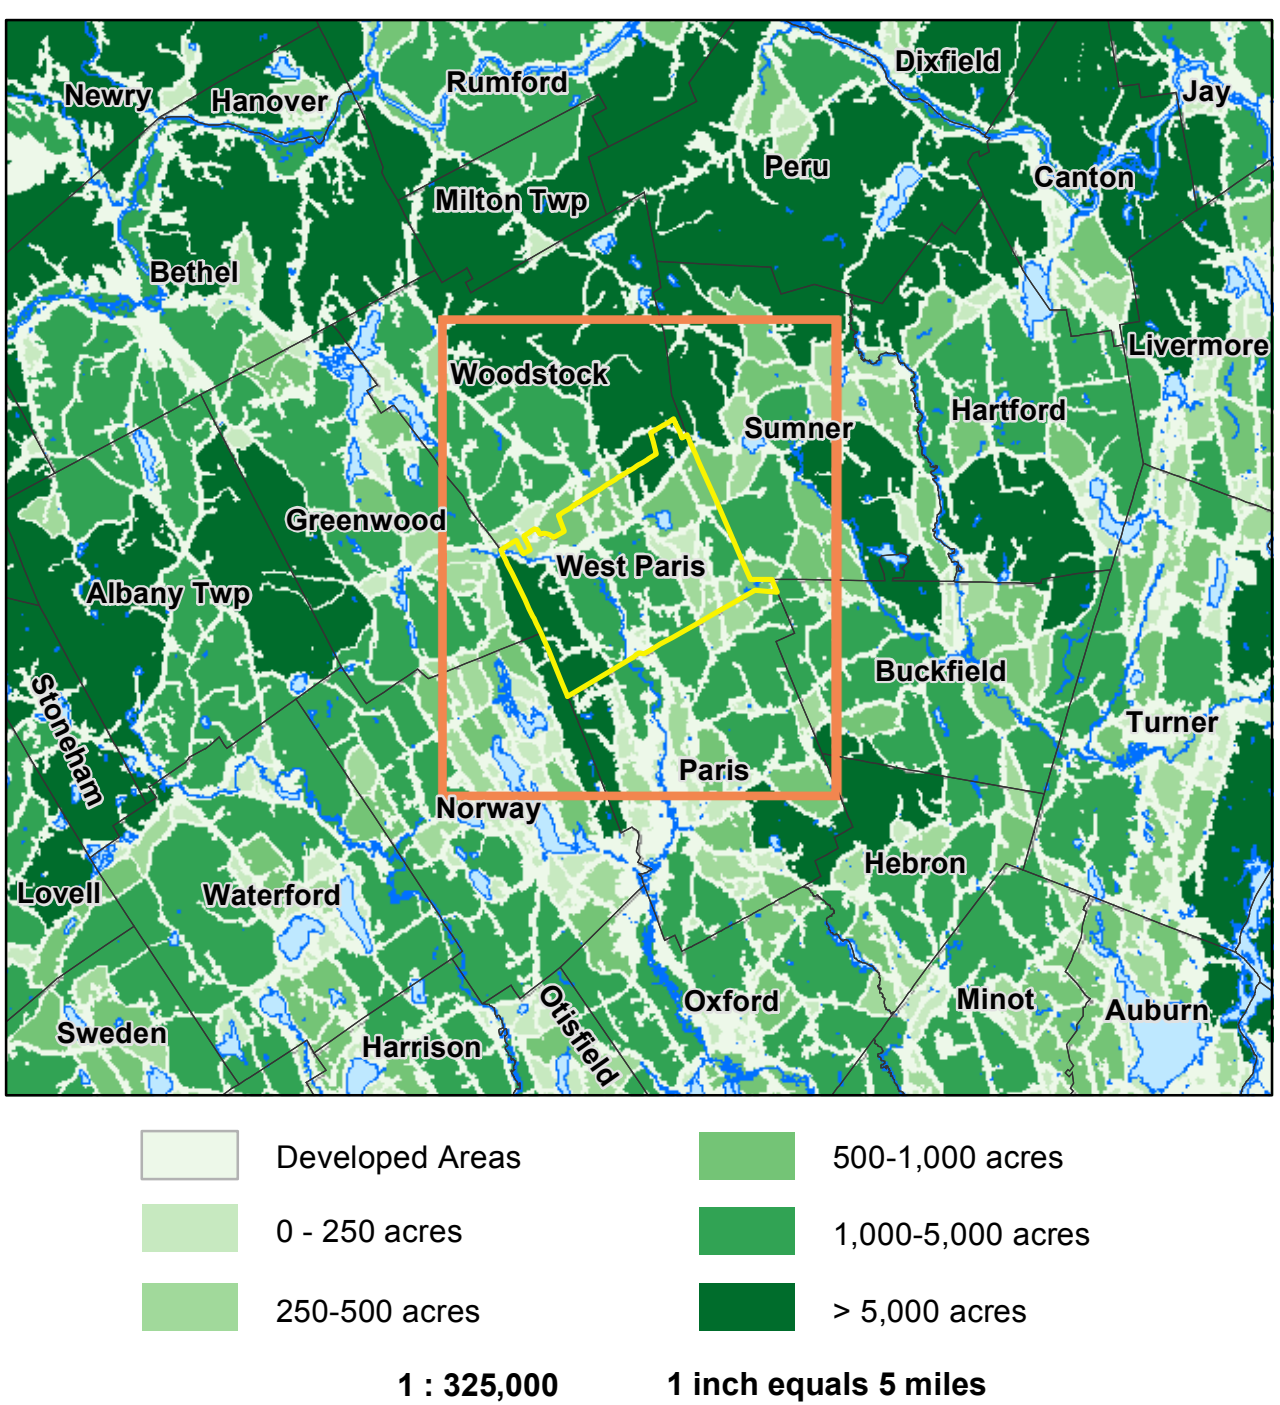 Dixfield
Rumford
Newry
Hanover
Jay
Peru
Canton
Milton Twp
Bethel
Livermore
Woodstock
Hartford
Sumner
Greenwood
West Paris
Albany Twp
Buckfield
Stoneham
Turner
Paris
Norway
Hebron
Lovell
Waterford
Oxford
Minot
Auburn
Otisfield
Sweden
Harrison
Developed Areas
500-1,000 acres
0 - 250 acres
1,000-5,000 acres
250-500 acres
> 5,000 acres
1 : 325,000
1 inch equals 5 miles